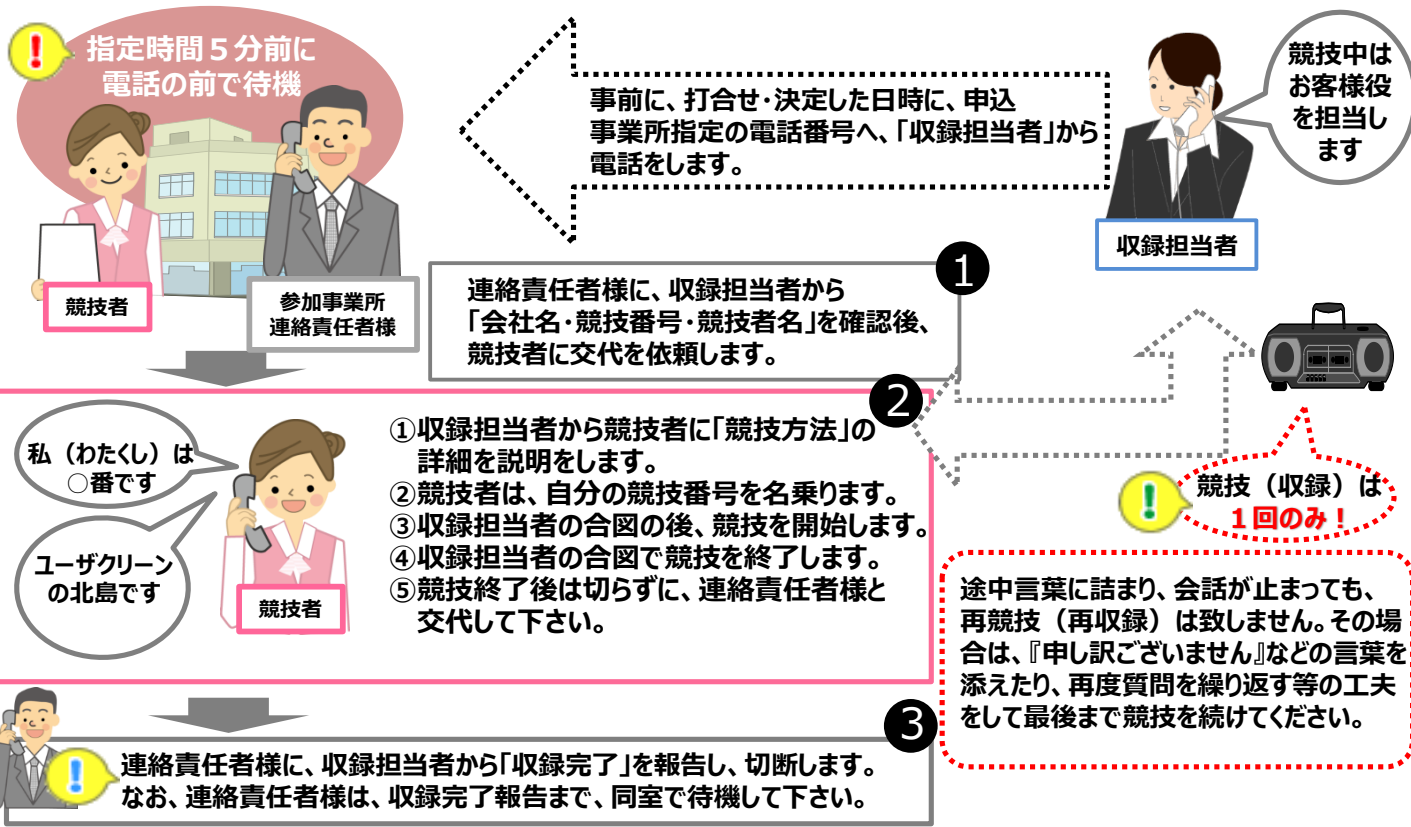 指定時間５分前に
電話の前で待機
競技者
参加事業所
連絡責任者様
事前に、打合せ・決定した日時に、申込
事業所指定の電話番号へ、「収録担当者」から
電話をします。
収録担当者
競技中は
お客様役
を担当し
ます
1
連絡責任者様に、収録担当者から
「会社名・競技番号・競技者名」を確認後、
競技者に交代を依頼します。
2
私（わたくし）は
○番です
ユーザクリーン
の北島です
競技者
①収録担当者から競技者に「競技方法」の
詳細を説明をします。
②競技者は、自分の競技番号を名乗ります。
③収録担当者の合図の後、競技を開始します。
④収録担当者の合図で競技を終了します。
⑤競技終了後は切らずに、連絡責任者様と
交代して下さい。
競技（収録）は
１回のみ！
途中言葉に詰まり、会話が止まっても、
再競技（再収録）は致しません。その場
合は、『申し訳ございません』などの言葉を
添えたり、再度質問を繰り返す等の工夫
をして最後まで競技を続けてください。
3
連絡責任者様に、収録担当者から「収録完了」を報告し、切断します。
なお、連絡責任者様は、収録完了報告まで、同室で待機して下さい。